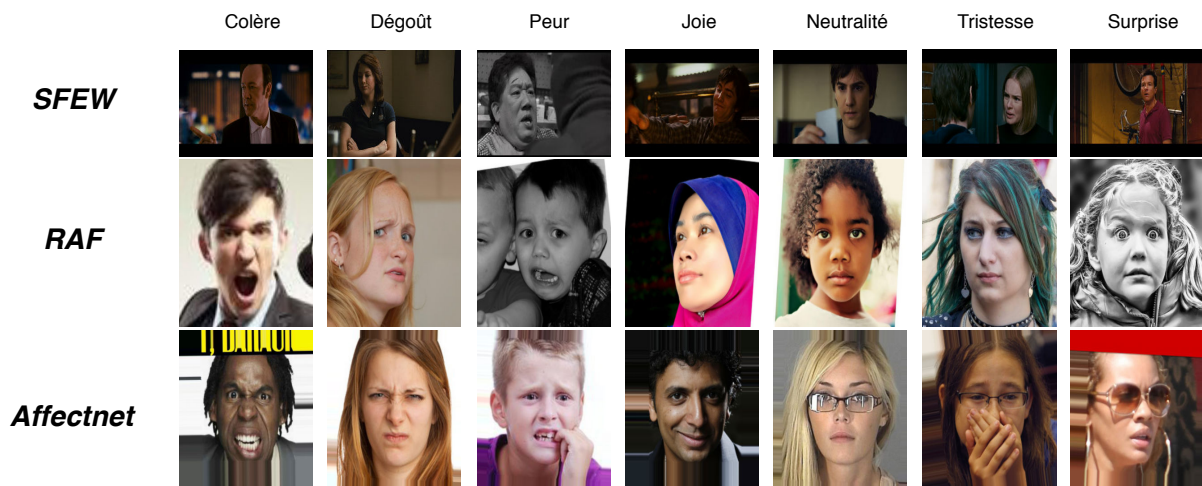 Colère Dégoût Peur Joie Neutralité Tristesse Surprise
SFEW
RAF
Affectnet